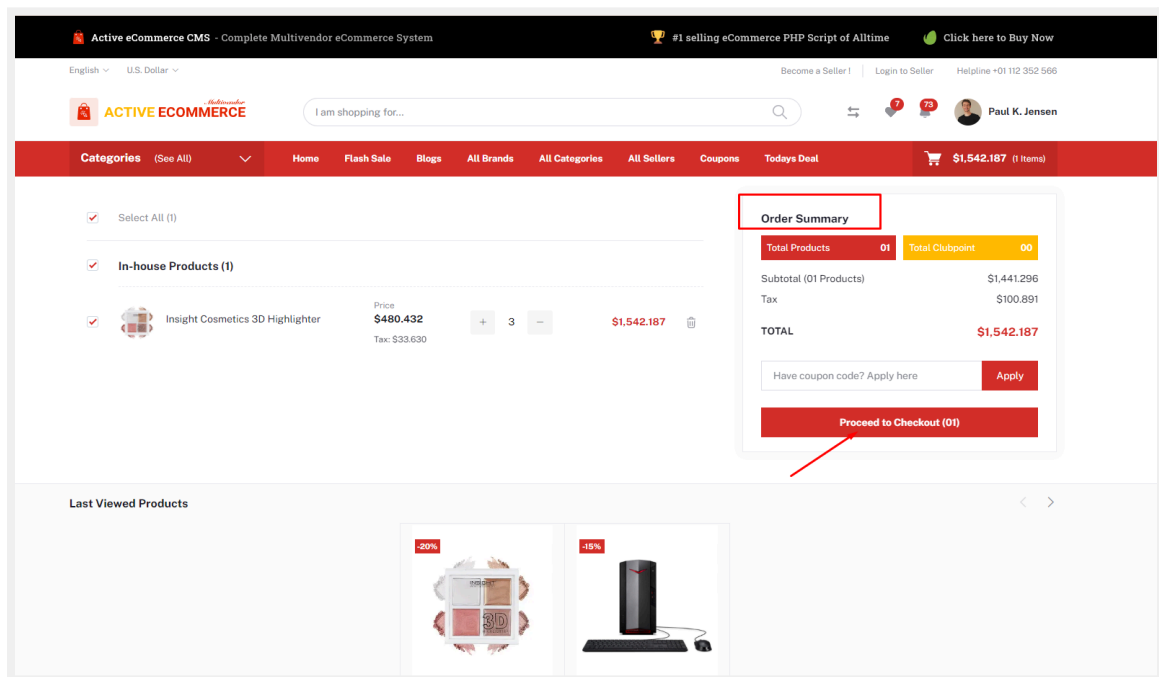 Active eCommerce CMS - Complete Multivendor eCommerce System
#1 selling eCommerce PHP Script of Alltime
Click here to Buy Now
English
U.S. Dollar
Become a Seller !
Login to Seller
Helpline +01 112 352 566
Multivendor
ACTIVE ECOMMERCE
I am shopping for...
7
73
Paul K. Jensen
Categories (See All)
Home
Flash Sale
Blogs
All Brands
All Categories
All Sellers
Coupons
Todays Deal
$1,542.187 (1 Items)
Select All (1)
In-house Products (1)
Insight Cosmetics 3D Highlighter
Price
$480.432
Tax: $33.630
+ 3 −
$1,542.187
Order Summary
Total Products 01
Total Clubpoint 00
Subtotal (01 Products) $1,441.296
Tax $100.891
TOTAL $1,542.187
Have coupon code? Apply here
Apply
Proceed to Checkout (01)
Last Viewed Products
-20%
INSIGHT
3D
-15%